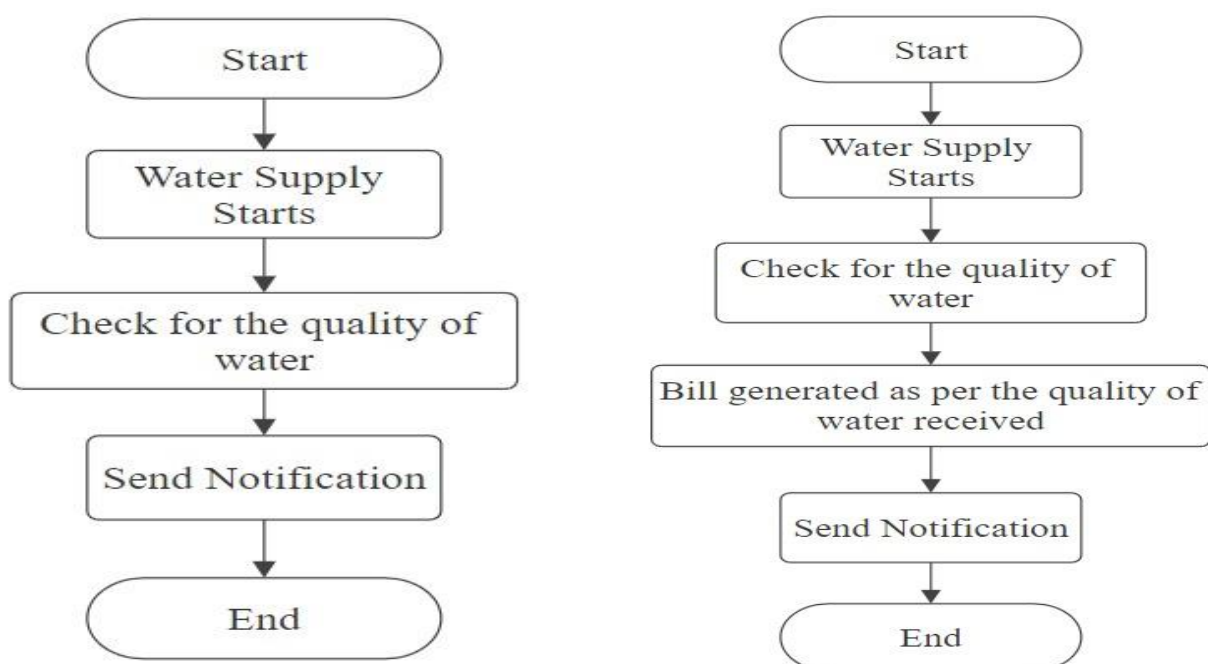 Start
Water Supply
Starts
Check for the quality of
water
Send Notification
End
Start
Water Supply
Starts
Check for the quality of
water
Bill generated as per the quality of
water received
Send Notification
End